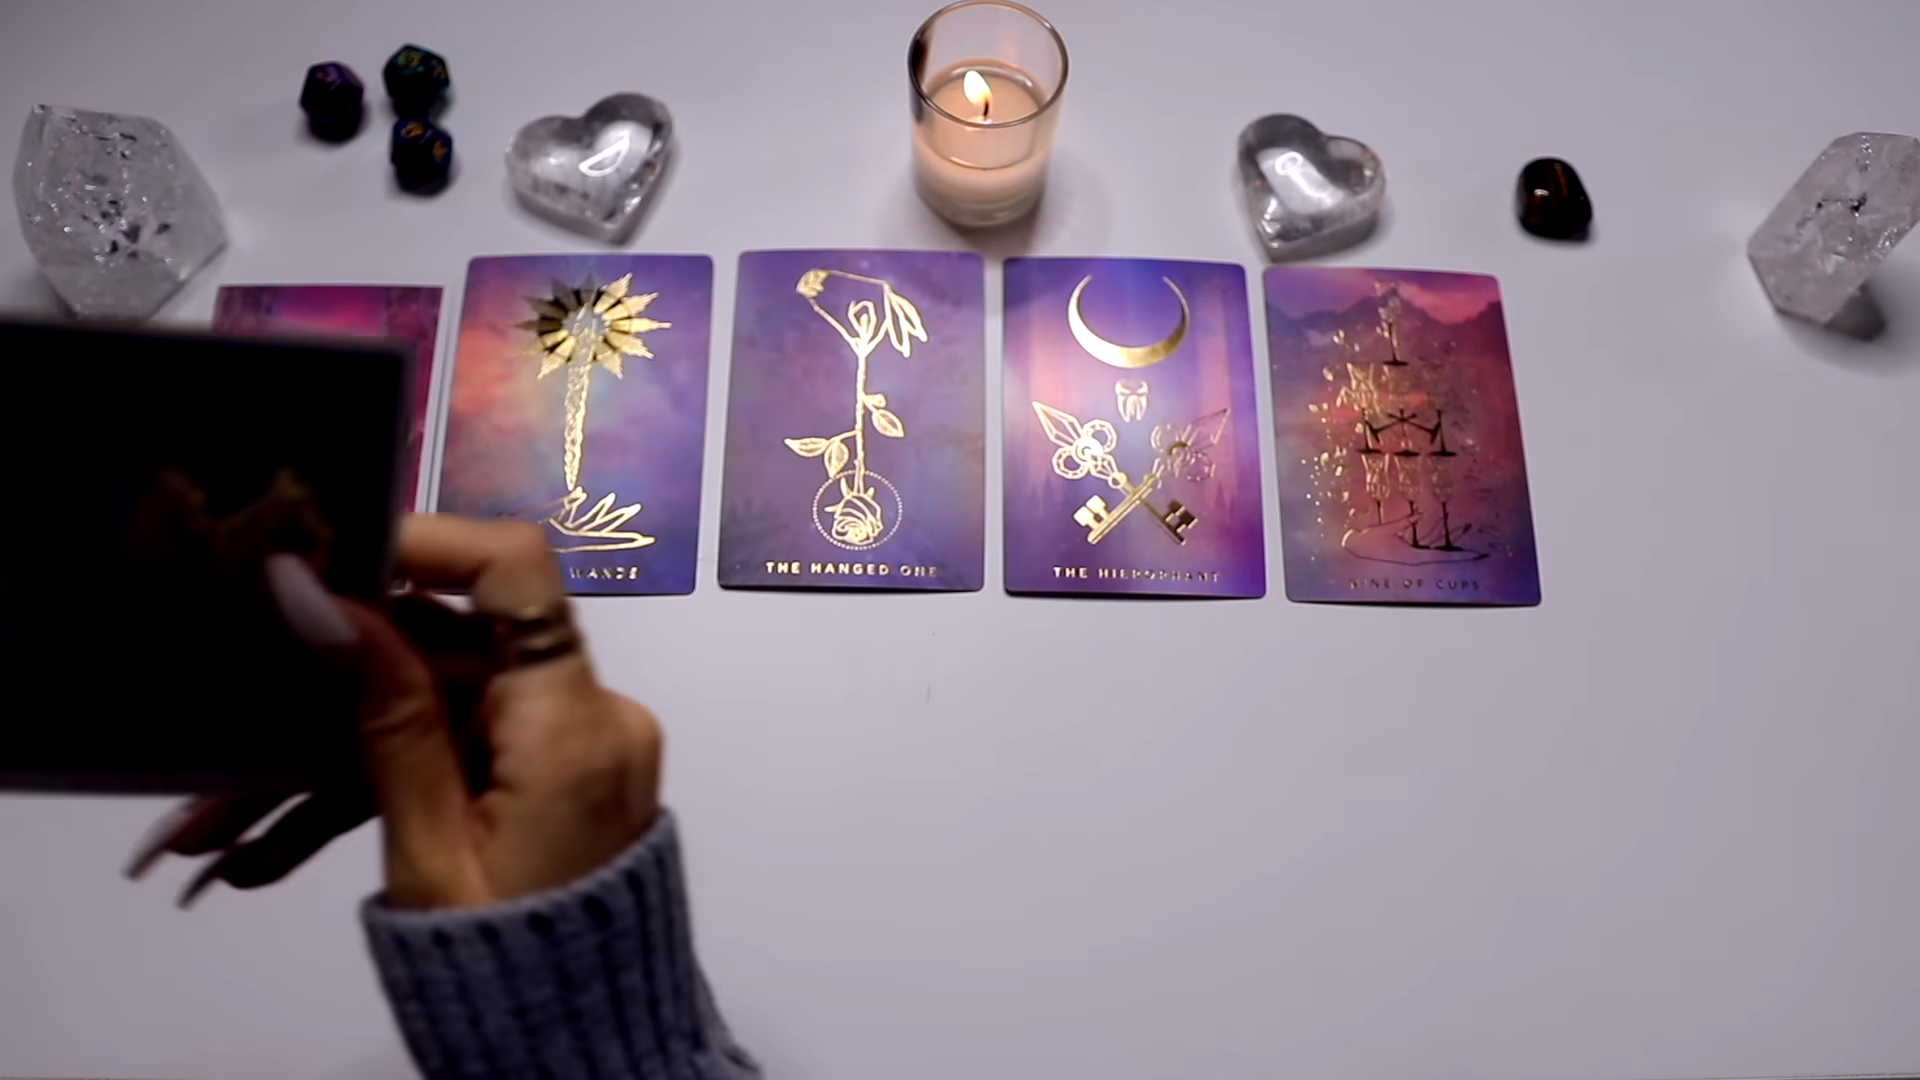 WANDS
THE HANGED ONE
THE HIEROPHANT
NINE OF CUPS